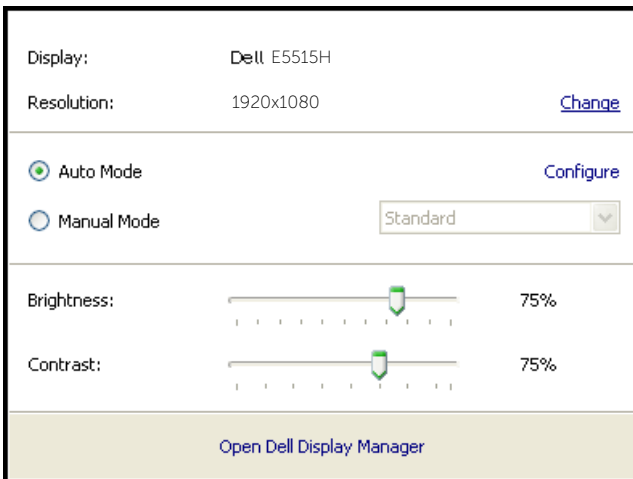 Display: Dell E5515H
Resolution: 1920x1080 Change
Auto Mode Configure
Manual Mode Standard
Brightness: 75%
Contrast: 75%
Open Dell Display Manager